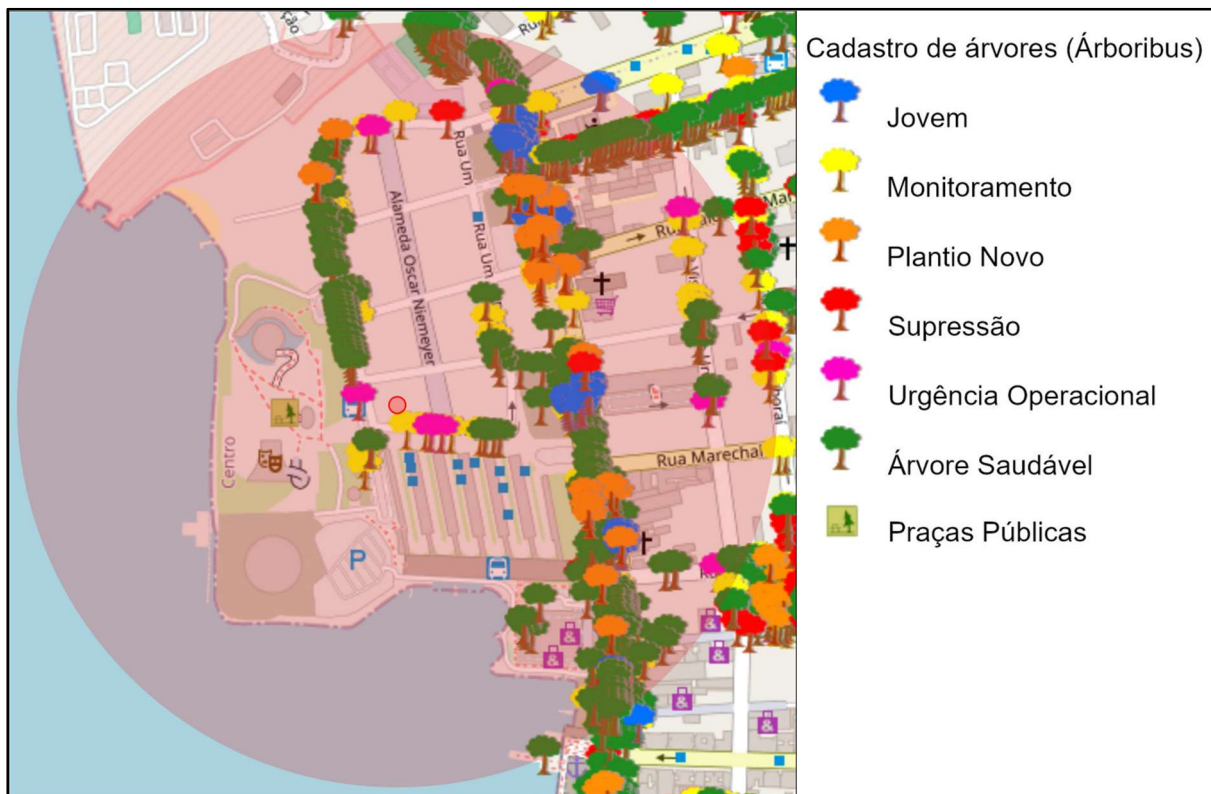 Cadastro de árvores (Árboribus)
Jovem
Monitoramento
Plantio Novo
Supressão
Urgência Operacional
Árvore Saudável
Praças Públicas
Rua Um
Alameda Oscar Niemeyer
Rua Um
Centro
Rua Marechal
P